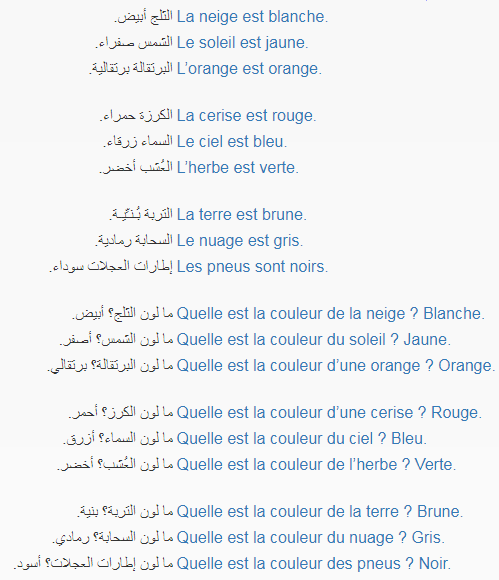 الثلج أبيض. La neige est blanche.
الشمس صفراء. Le soleil est jaune.
البرتقالة برتقالية. L’orange est orange.
الكرزة حمراء. La cerise est rouge.
السماء زرقاء. Le ciel est bleu.
العُشب أخضر. L’herbe est verte.
التربة بُـنـّيـة. La terre est brune.
السحابة رمادية. Le nuage est gris.
إطارات العجلات سوداء. Les pneus sont noirs.
ما لون الثلج؟ أبيض. Quelle est la couleur de la neige ? Blanche.
ما لون الشمس؟ أصفر. Quelle est la couleur du soleil ? Jaune.
ما لون البرتقالة؟ برتقالي. Quelle est la couleur d’une orange ? Orange.
ما لون الكرز؟ أحمر. Quelle est la couleur d’une cerise ? Rouge.
ما لون السماء؟ أزرق. Quelle est la couleur du ciel ? Bleu.
ما لون العُشب؟ أخضر. Quelle est la couleur de l’herbe ? Verte.
ما لون التربة؟ بنية. Quelle est la couleur de la terre ? Brune.
ما لون السحابة؟ رمادي. Quelle est la couleur du nuage ? Gris.
ما لون إطارات العجلات؟ أسود. Quelle est la couleur des pneus ? Noir.